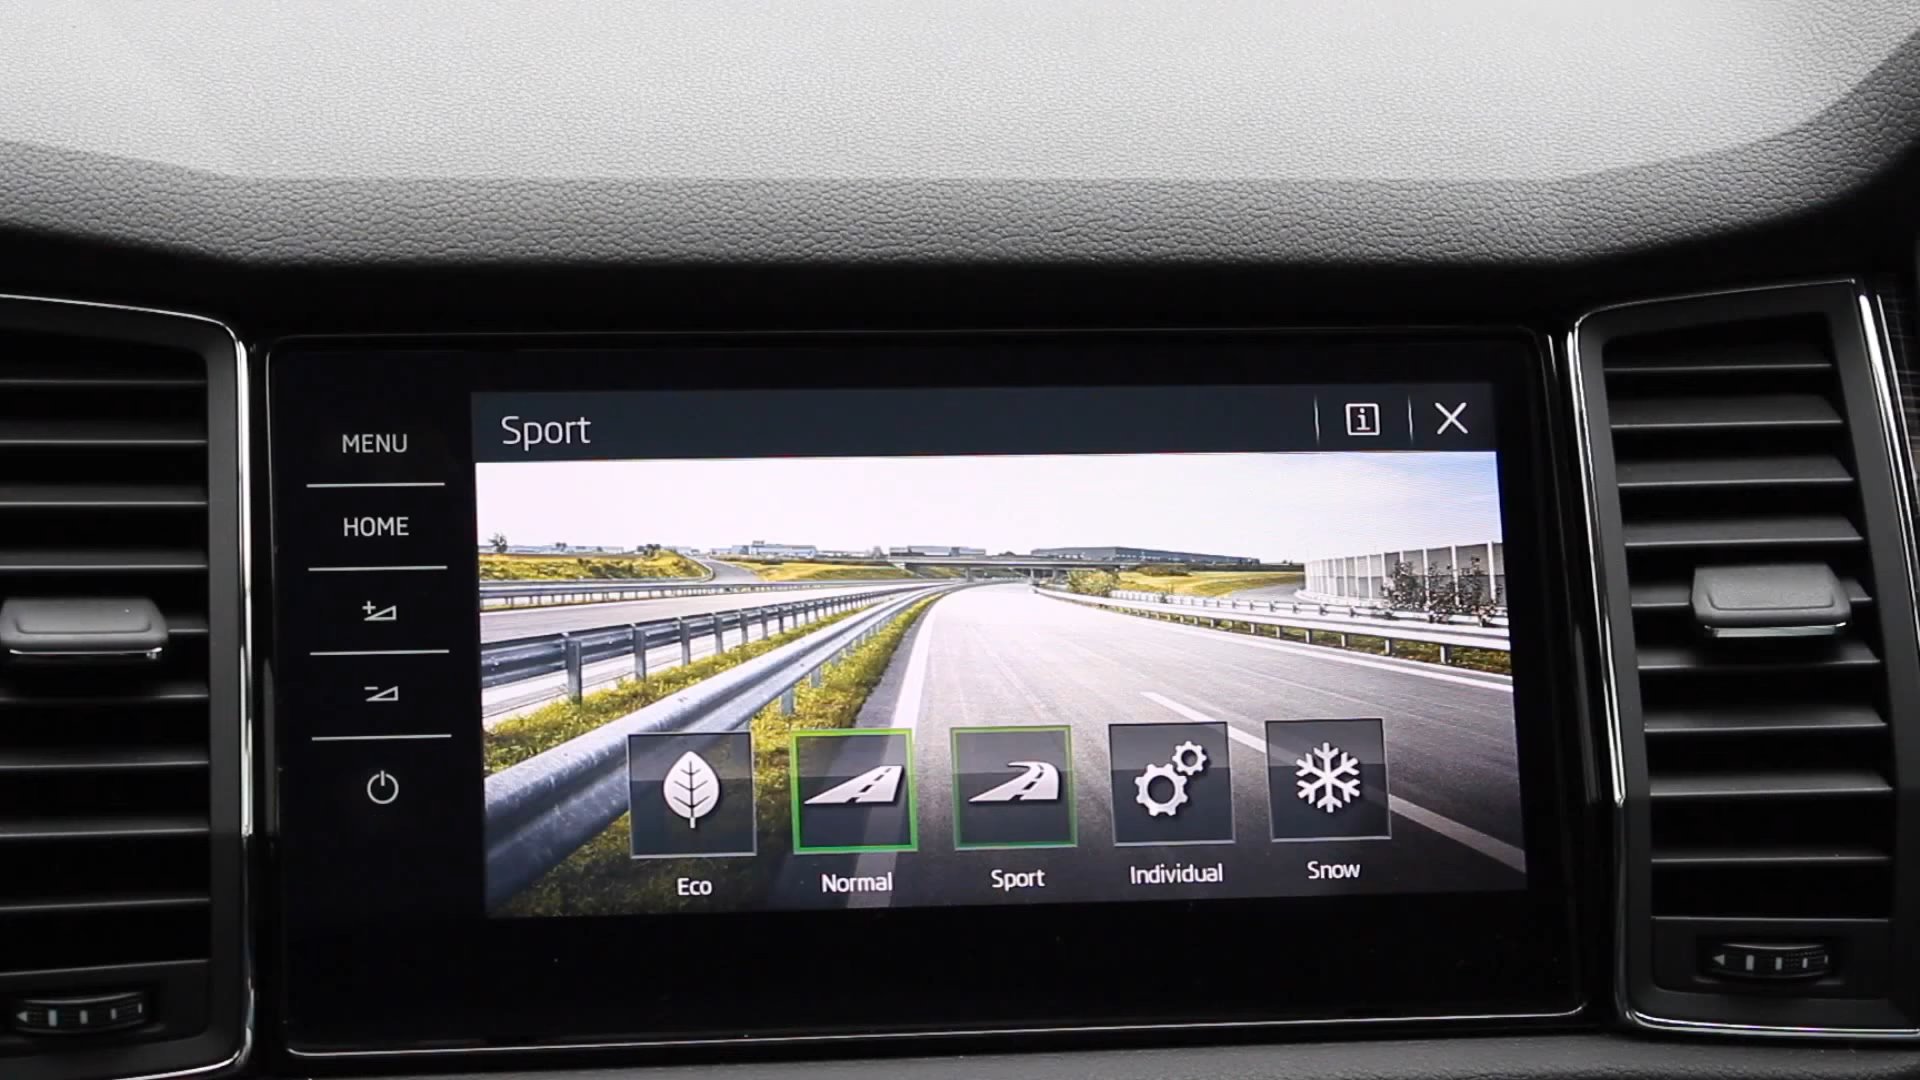 Sport
MENU
HOME
Eco
Normal
Sport
Individual
Snow